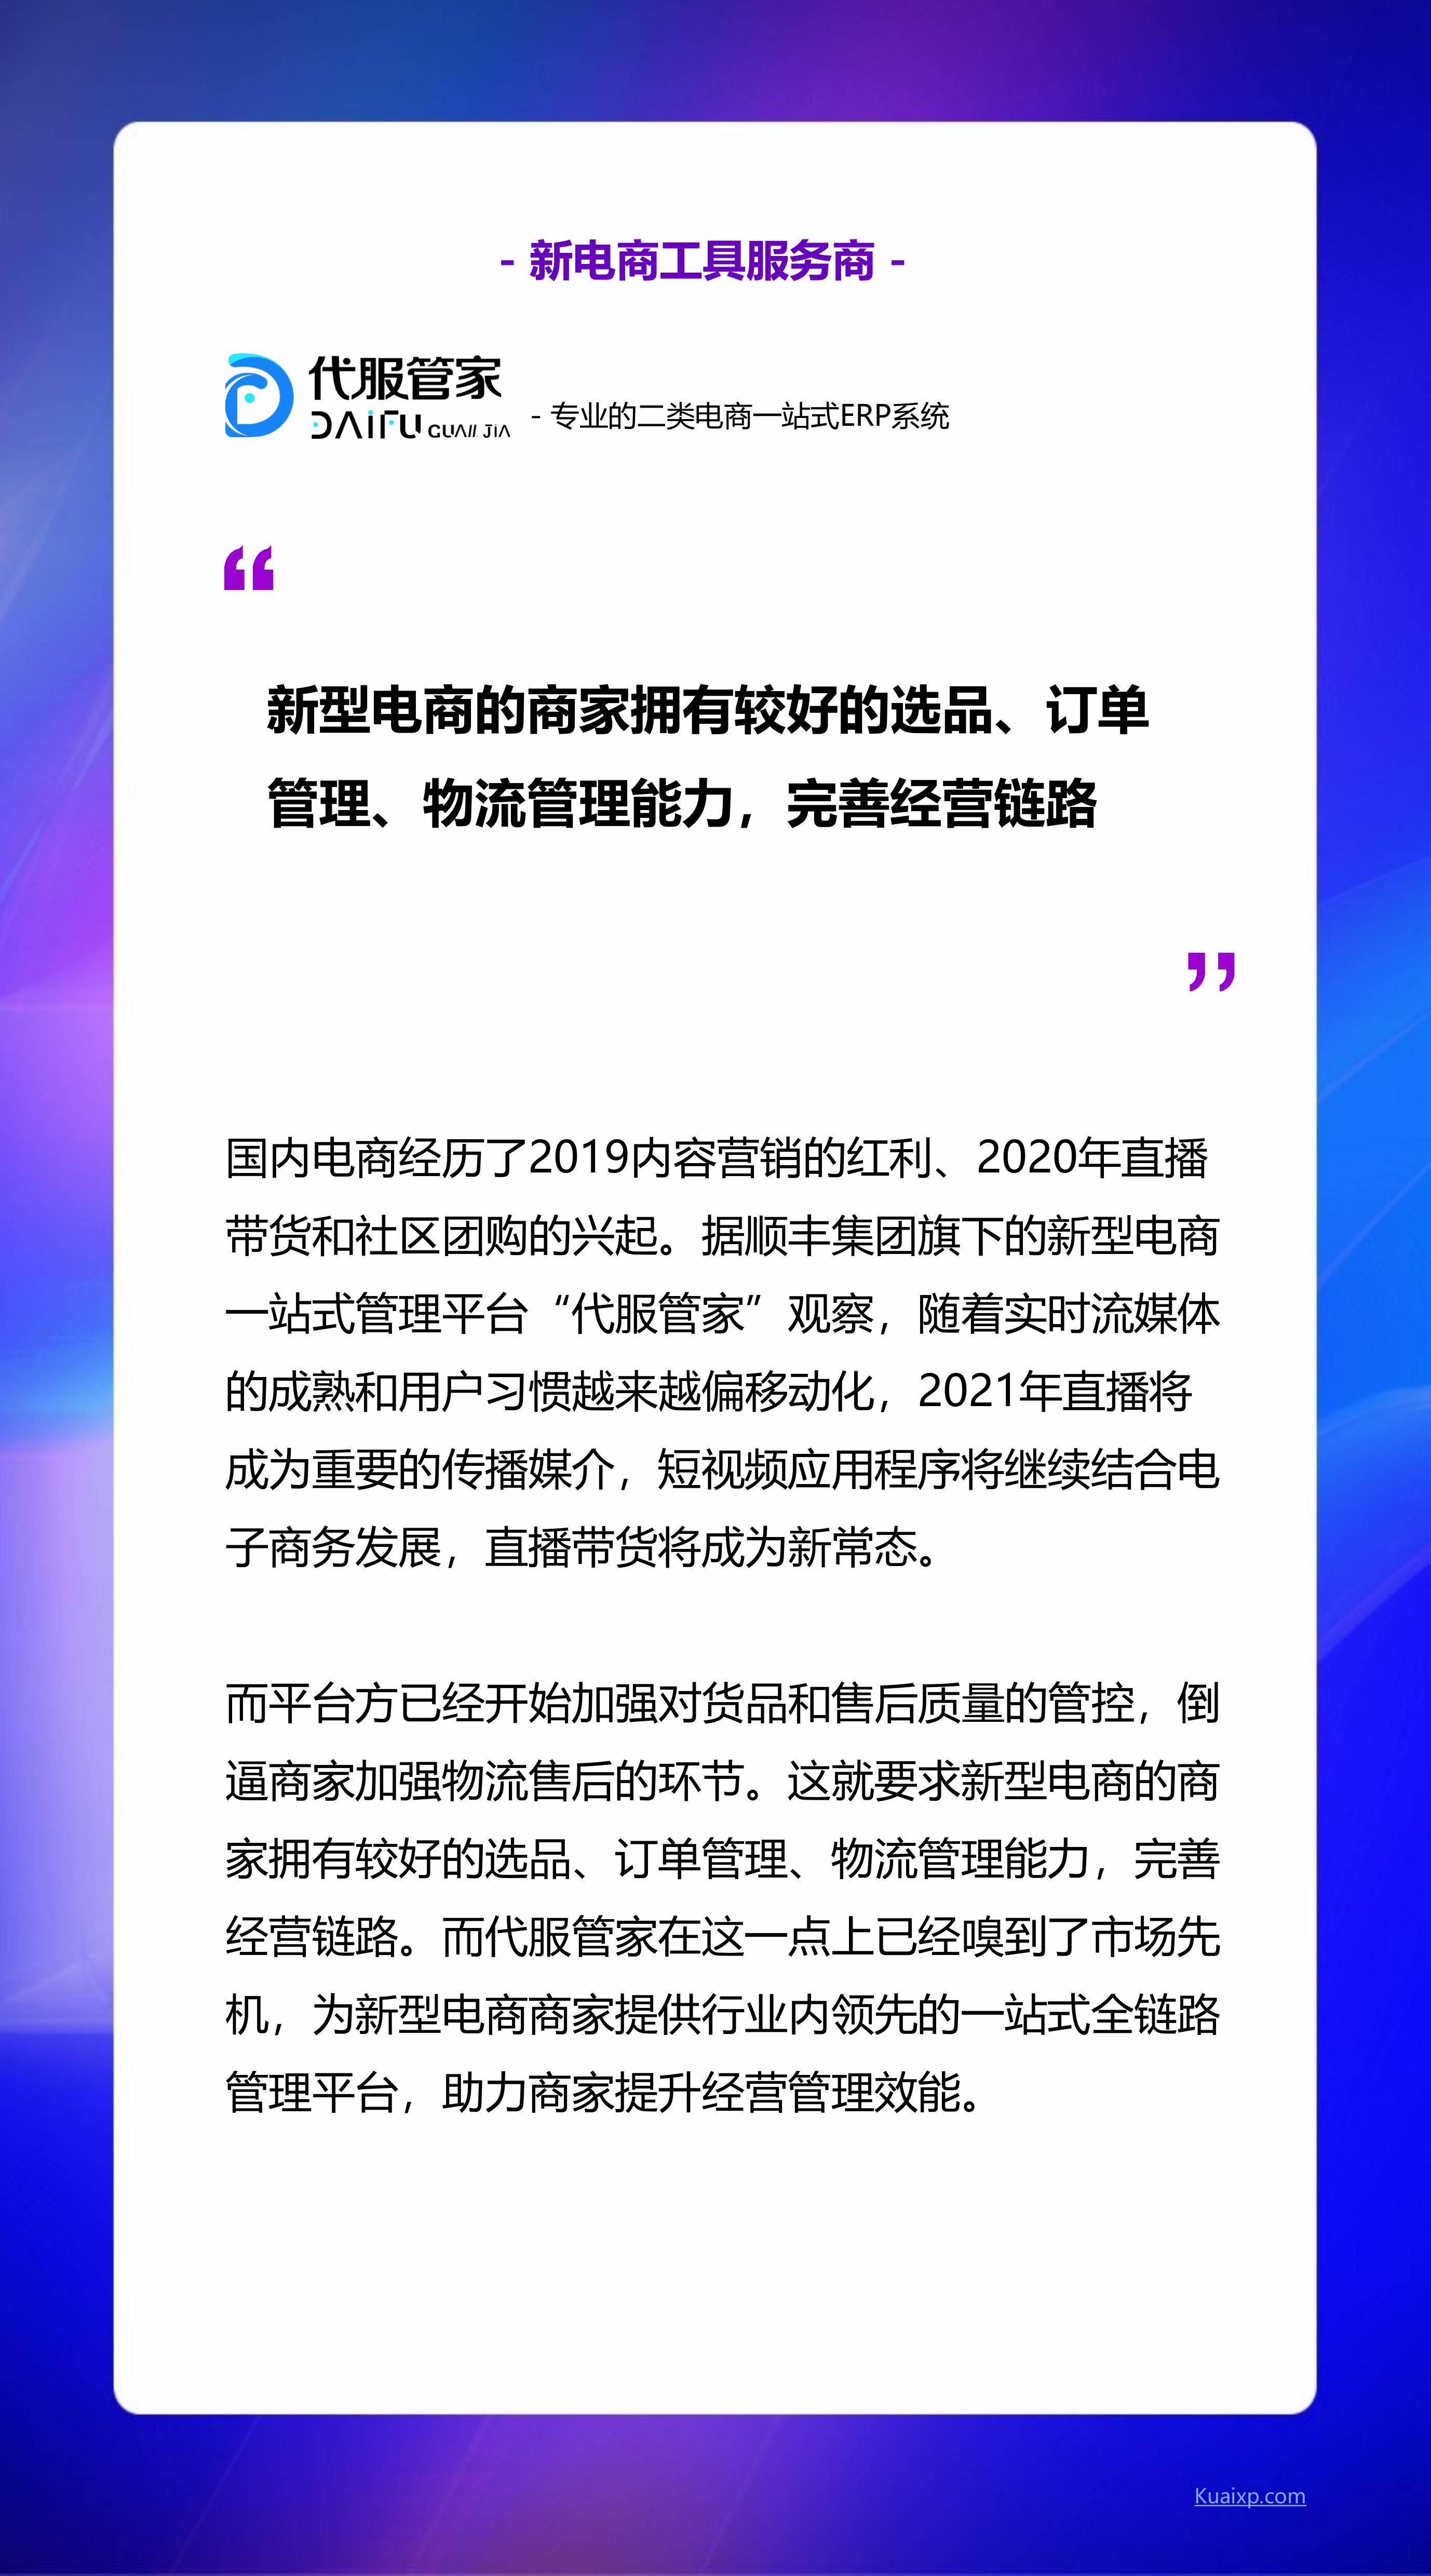 - 新电商工具服务商 -
代服管家
DAIFU GUAN JIA
- 专业的二类电商一站式ERP系统
“
新型电商的商家拥有较好的选品、订单
管理、物流管理能力，完善经营链路
”
国内电商经历了2019内容营销的红利、2020年直播
带货和社区团购的兴起。据顺丰集团旗下的新型电商
一站式管理平台“代服管家”观察，随着实时流媒体
的成熟和用户习惯越来越偏移动化，2021年直播将
成为重要的传播媒介，短视频应用程序将继续结合电
子商务发展，直播带货将成为新常态。
而平台方已经开始加强对货品和售后质量的管控，倒
逼商家加强物流售后的环节。这就要求新型电商的商
家拥有较好的选品、订单管理、物流管理能力，完善
经营链路。而代服管家在这一点上已经嗅到了市场先
机，为新型电商商家提供行业内领先的一站式全链路
管理平台，助力商家提升经营管理效能。
Kuaixp.com